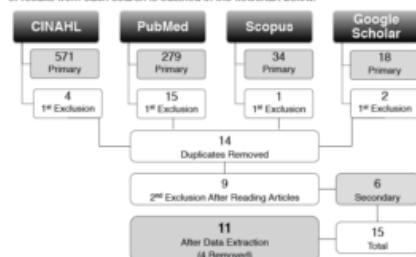 CINAHL PubMed Scopus Google Scholar
571 279 34 18
Primary Primary Primary Primary
4 15 1 2
1st Exclusion 1st Exclusion 1st Exclusion 1st Exclusion
14
Duplicates Removed
9 6
2nd Exclusion After Reading Articles Secondary
11 15
After Data Extraction Total
(4 Removed)